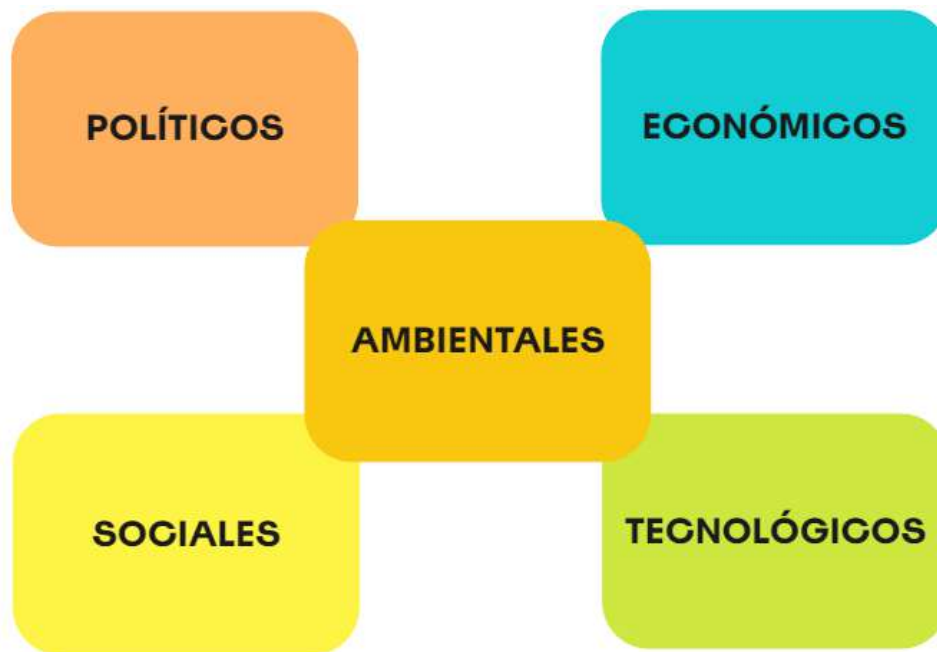 POLÍTICOS
ECONÓMICOS
AMBIENTALES
SOCIALES
TECNOLÓGICOS